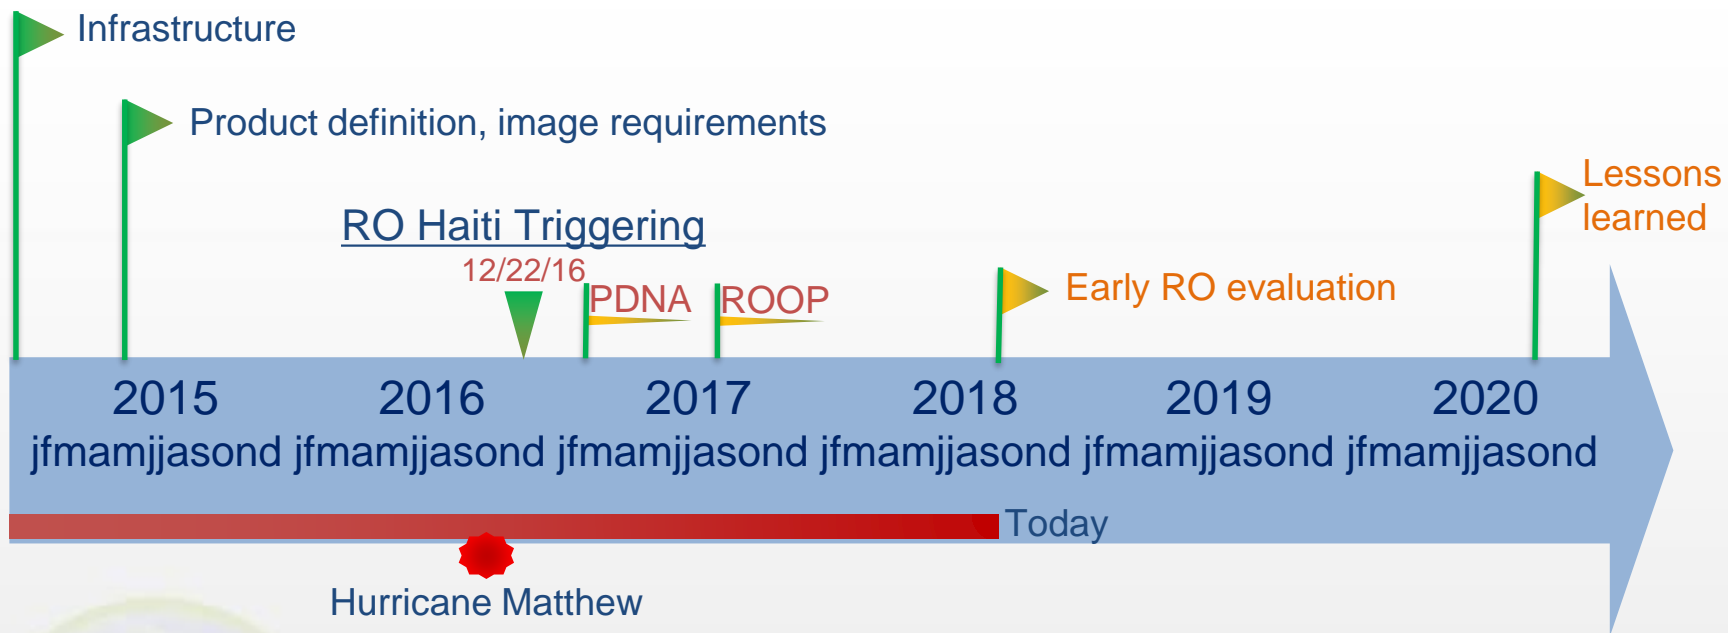 Infrastructure
Product definition, image requirements
Lessons
learned
RO Haiti Triggering
12/22/16
PDNA
ROOP
Early RO evaluation
2015 2016 2017 2018 2019 2020
jfmamjjasond jfmamjjasond jfmamjjasond jfmamjjasond jfmamjjasond jfmamjjasond
Today
Hurricane Matthew